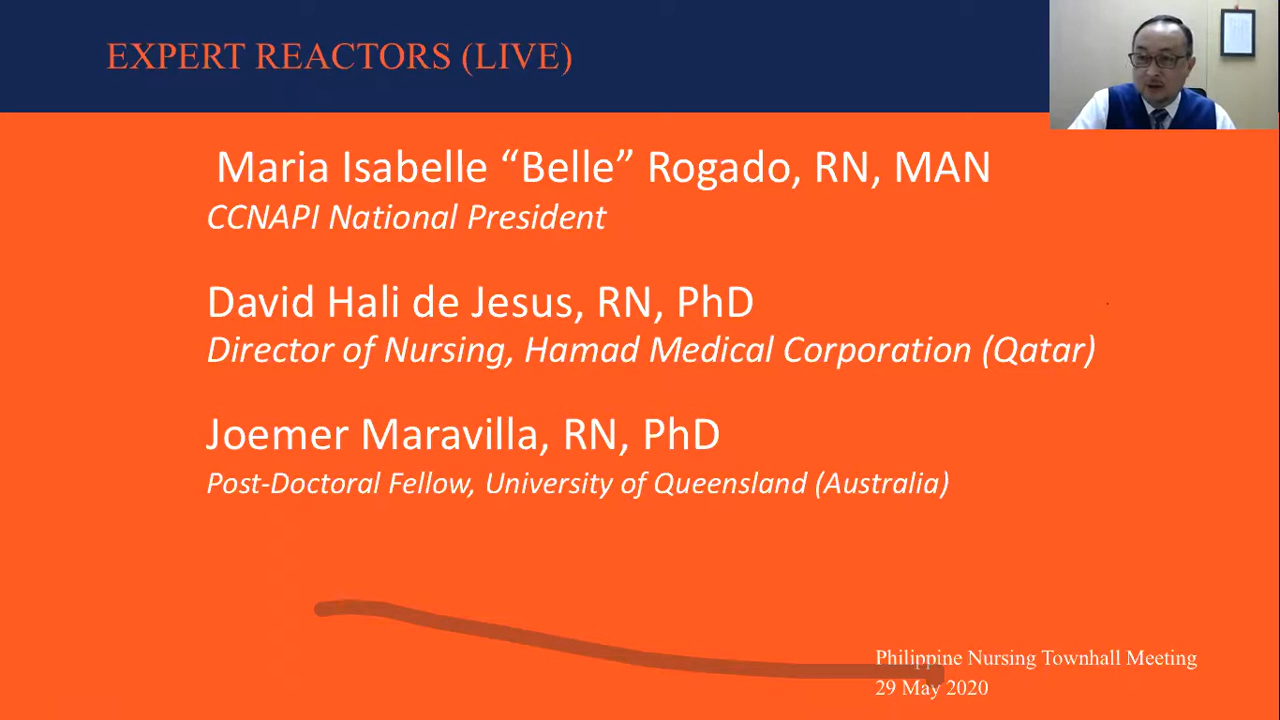 EXPERT REACTORS (LIVE)
Maria Isabelle “Belle” Rogado, RN, MAN
CCNAPI National President
David Hali de Jesus, RN, PhD
Director of Nursing, Hamad Medical Corporation (Qatar)
Joemer Maravilla, RN, PhD
Post-Doctoral Fellow, University of Queensland (Australia)
Philippine Nursing Townhall Meeting
29 May 2020